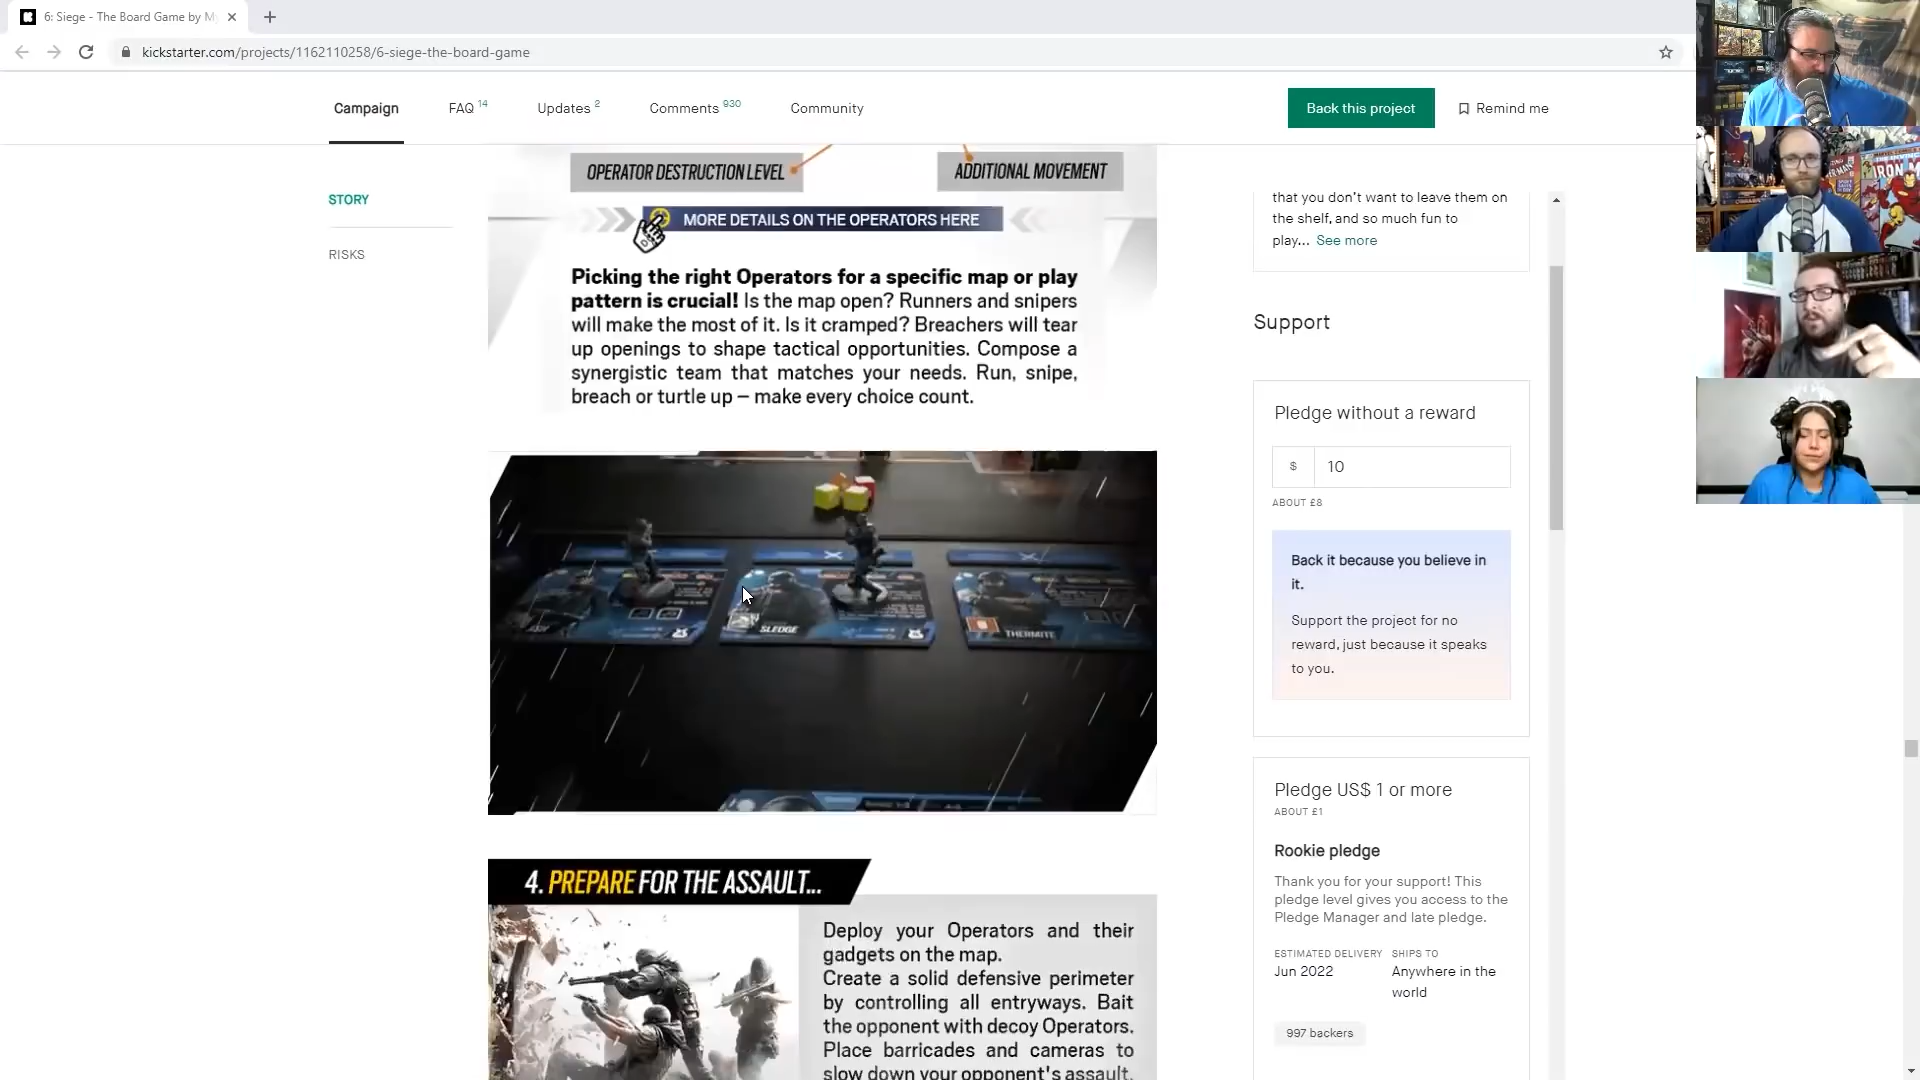 6: Siege - The Board Game by M
kickstarter.com/projects/1162110258/6-siege-the-board-game
Campaign
FAQ 14
Updates 2
Comments 930
Community
Back this project
Remind me
STORY
RISKS
OPERATOR DESTRUCTION LEVEL
ADDITIONAL MOVEMENT
MORE DETAILS ON THE OPERATORS HERE
Picking the right Operators for a specific map or play
pattern is crucial! Is the map open? Runners and snipers
will make the most of it. Is it cramped? Breachers will tear
up openings to shape tactical opportunities. Compose a
synergistic team that matches your needs. Run, snipe,
breach or turtle up – make every choice count.
SLEDGE
THERMITE
4. PREPARE FOR THE ASSAULT...
Deploy your Operators and their
gadgets on the map.
Create a solid defensive perimeter
by controlling all entryways. Bait
the opponent with decoy Operators.
Place barricades and cameras to
slow down your opponent's assault.
that you don't want to leave them on
the shelf, and so much fun to
play... See more
Support
Pledge without a reward
$ 10
ABOUT £8
Back it because you believe in
it.
Support the project for no
reward, just because it speaks
to you.
Pledge US$ 1 or more
ABOUT £1
Rookie pledge
Thank you for your support! This
pledge level gives you access to the
Pledge Manager and late pledge.
ESTIMATED DELIVERY
Jun 2022
SHIPS TO
Anywhere in the
world
997 backers
IRON M